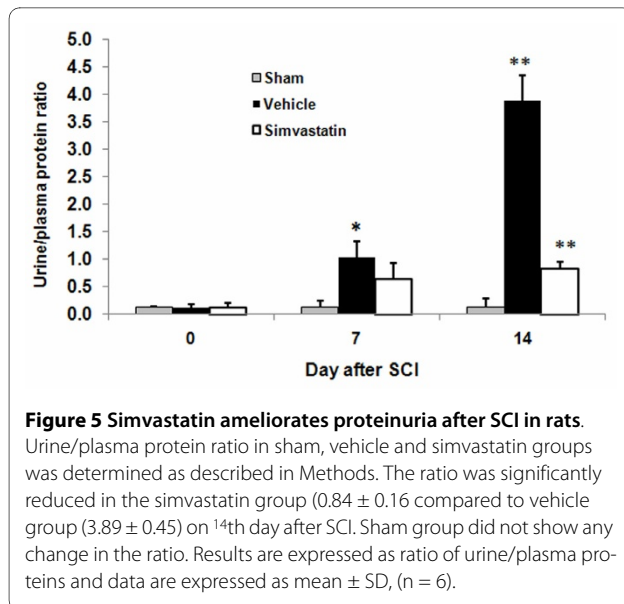 5.0
4.5
4.0
3.5
3.0
2.5
2.0
1.5
1.0
0.5
0.0
Urine/plasma protein ratio
Sham
Vehicle
Simvastatin
*
**
**
0
7
14
Day after SCI
Figure 5 Simvastatin ameliorates proteinuria after SCI in rats.
Urine/plasma protein ratio in sham, vehicle and simvastatin groups
was determined as described in Methods. The ratio was significantly
reduced in the simvastatin group (0.84 ± 0.16 compared to vehicle
group (3.89 ± 0.45) on 14th day after SCI. Sham group did not show any
change in the ratio. Results are expressed as ratio of urine/plasma pro-
teins and data are expressed as mean ± SD, (n = 6).